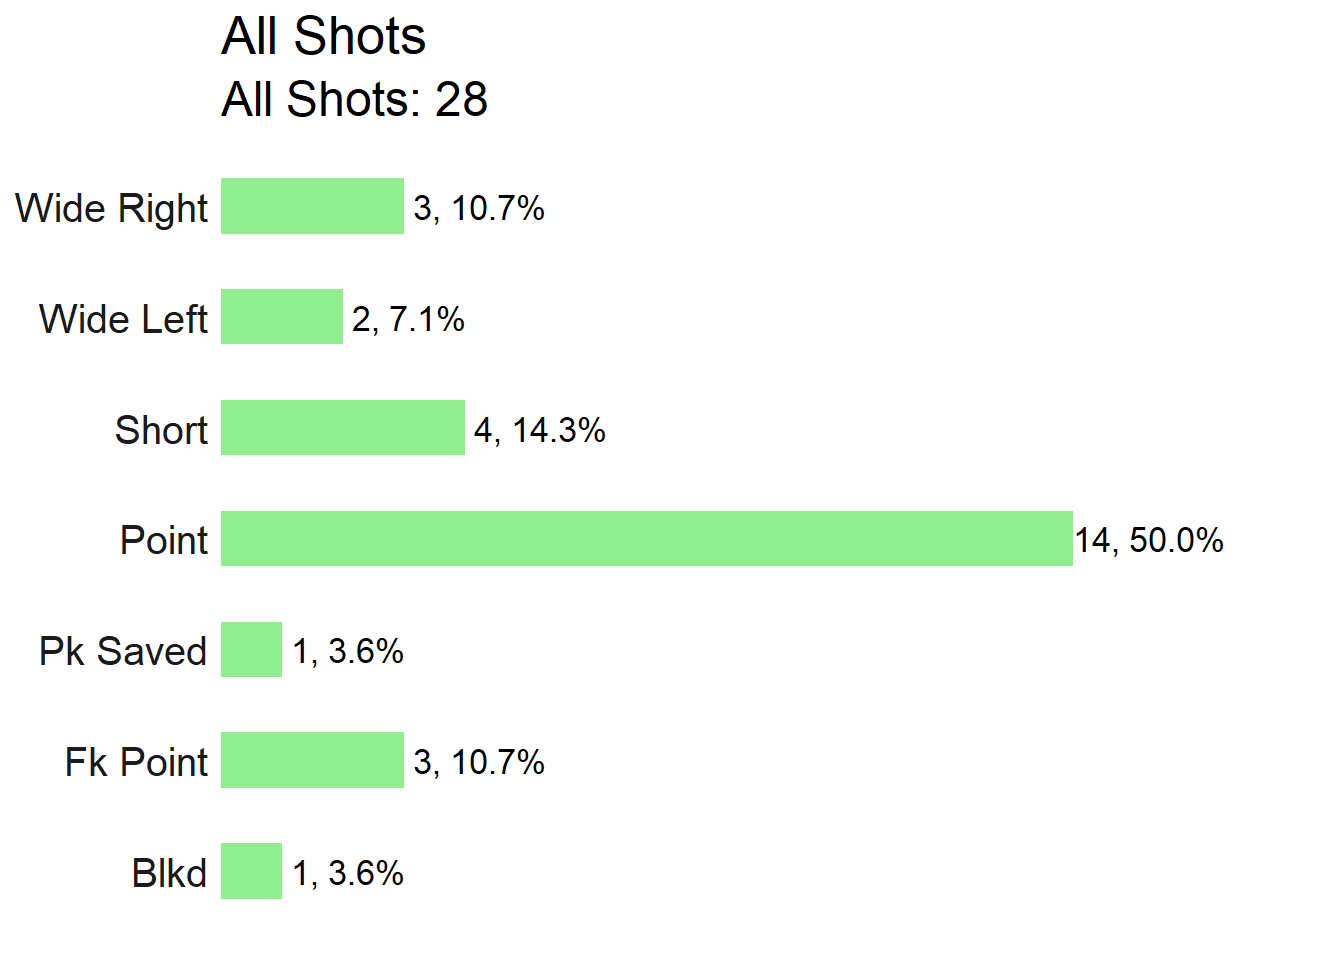 All Shots
All Shots: 28
Wide Right 3, 10.7%
Wide Left 2, 7.1%
Short 4, 14.3%
Point 14, 50.0%
Pk Saved 1, 3.6%
Fk Point 3, 10.7%
Blkd 1, 3.6%